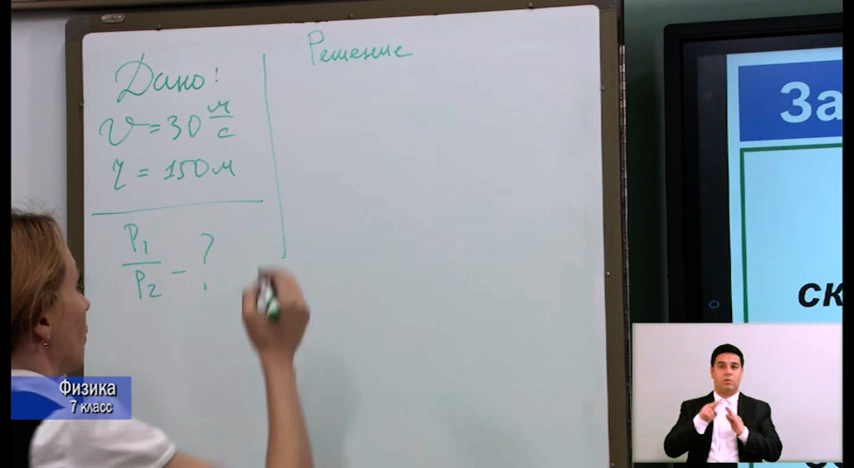 Дано:
v = 30 м/с
r = 150 м
P₁/P₂ - ?
Решение
За
ск
Физика
7 класс